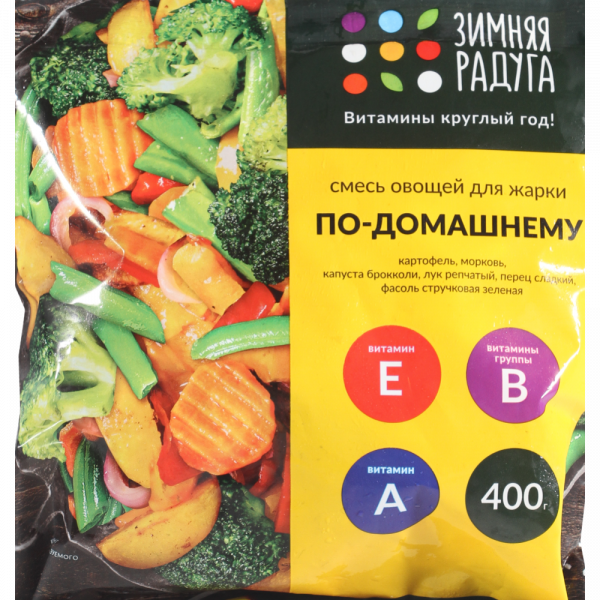 ЗИМНЯЯ
РАДУГА
Витамины круглый год!
смесь овощей для жарки
ПО-ДОМАШНЕМУ
картофель, морковь,
капуста брокколи, лук репчатый, перец сладкий,
фасоль стручковая зеленая
витамин
E
витамины
группы
B
витамин
A
400г